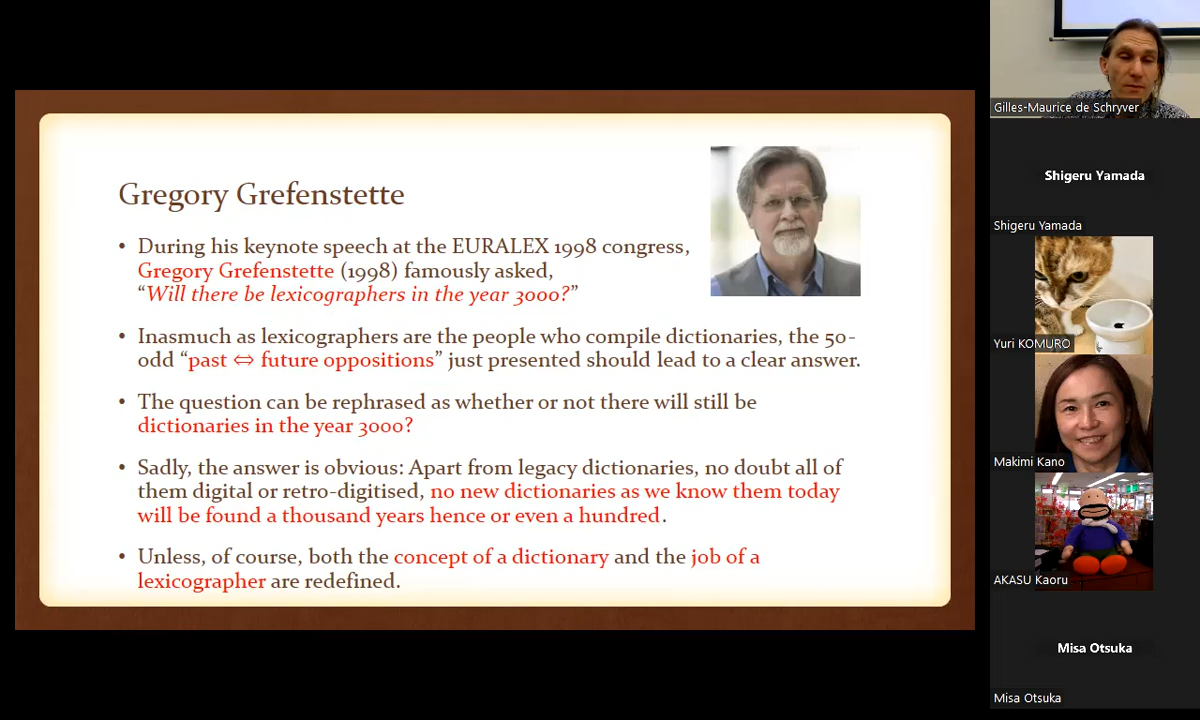 Gregory Grefenstette
• During his keynote speech at the EURALEX 1998 congress,
Gregory Grefenstette (1998) famously asked,
“Will there be lexicographers in the year 3000?”
• Inasmuch as lexicographers are the people who compile dictionaries, the 50-
odd “past ⇔ future oppositions” just presented should lead to a clear answer.
• The question can be rephrased as whether or not there will still be
dictionaries in the year 3000?
• Sadly, the answer is obvious: Apart from legacy dictionaries, no doubt all of
them digital or retro-digitised, no new dictionaries as we know them today
will be found a thousand years hence or even a hundred.
• Unless, of course, both the concept of a dictionary and the job of a
lexicographer are redefined.
Gilles-Maurice de Schryver
Shigeru Yamada
Shigeru Yamada
Yuri KOMURO
Makimi Kano
AKASU Kaoru
Misa Otsuka
Misa Otsuka